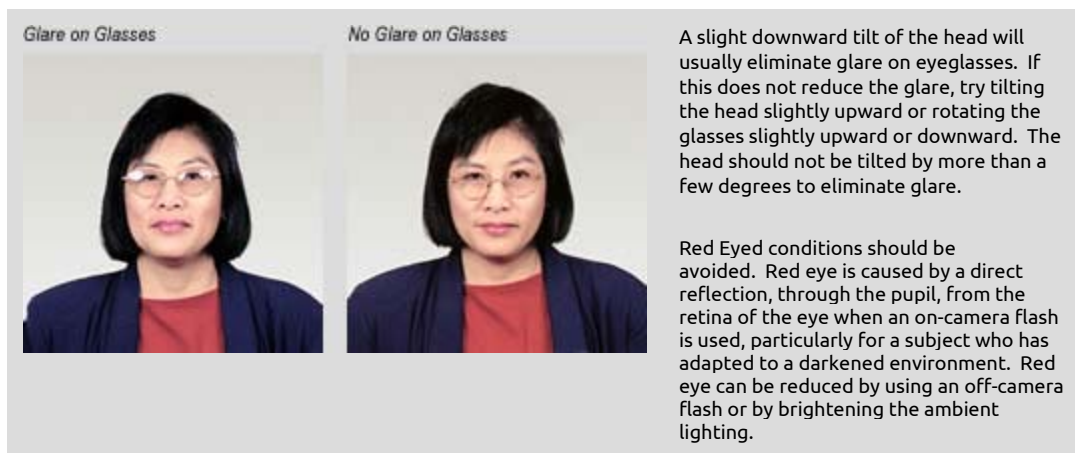 Glare on Glasses
No Glare on Glasses
A slight downward tilt of the head will
usually eliminate glare on eyeglasses. If
this does not reduce the glare, try tilting
the head slightly upward or rotating the
glasses slightly upward or downward. The
head should not be tilted by more than a
few degrees to eliminate glare.
Red Eyed conditions should be
avoided. Red eye is caused by a direct
reflection, through the pupil, from the
retina of the eye when an on-camera flash
is used, particularly for a subject who has
adapted to a darkened environment. Red
eye can be reduced by using an off-camera
flash or by brightening the ambient
lighting.